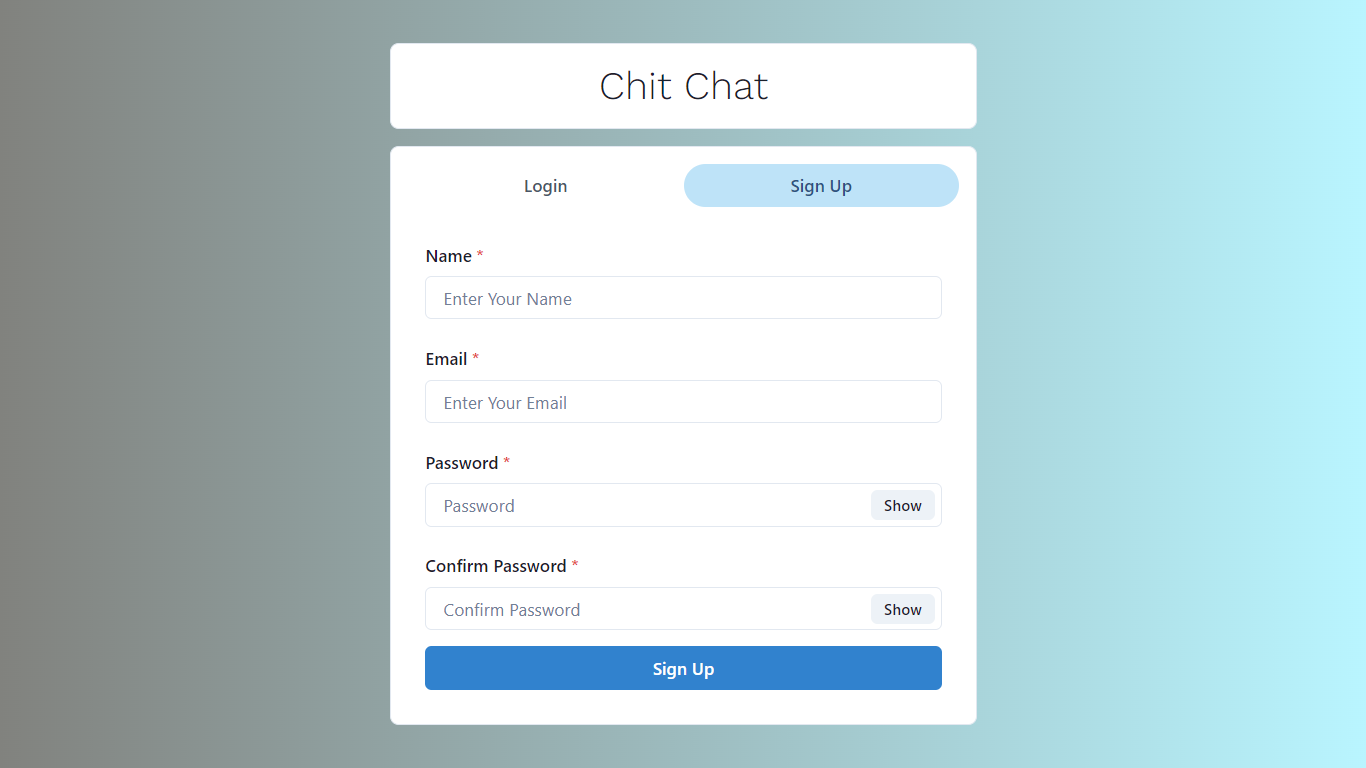 Chit Chat
Login
Sign Up
Name *
Enter Your Name
Email *
Enter Your Email
Password *
Password
Show
Confirm Password *
Confirm Password
Show
Sign Up